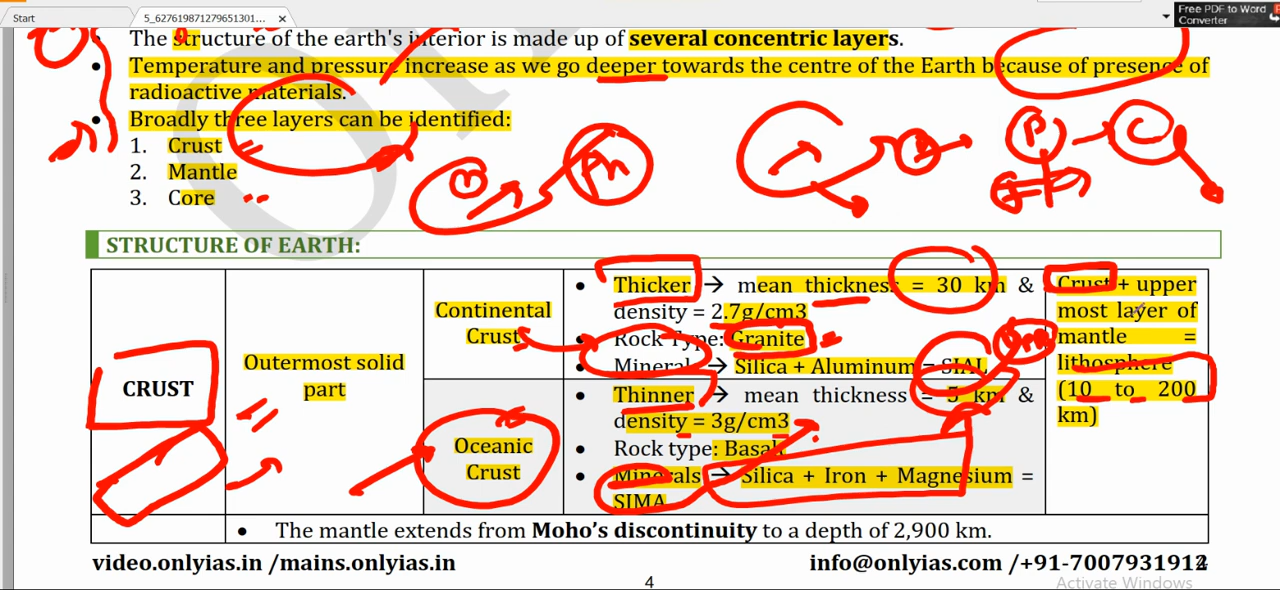 Start
5_627619871279651301...
Free PDF to Word
Converter
• The structure of the earth's interior is made up of several concentric layers.
• Temperature and pressure increase as we go deeper towards the centre of the Earth because of presence of
radioactive materials.
• Broadly three layers can be identified:
1. Crust
2. Mantle
3. Core
STRUCTURE OF EARTH:
CRUST
Outermost solid
part
Continental
Crust
• Thicker → mean thickness = 30 km &
density = 2.7g/cm3
• Rock Type: Granite
• Mineral → Silica + Aluminum = SIAL
Oceanic
Crust
• Thinner → mean thickness = 5 km &
density = 3g/cm3
• Rock type: Basalt
• Minerals → Silica + Iron + Magnesium =
SIMA
Crust + upper
most layer of
mantle =
lithosphere
(10 to 200
km)
• The mantle extends from Moho's discontinuity to a depth of 2,900 km.
video.onlyias.in /mains.onlyias.in
info@onlyias.com /+91-7007931912
4
Activate Windows
P
C